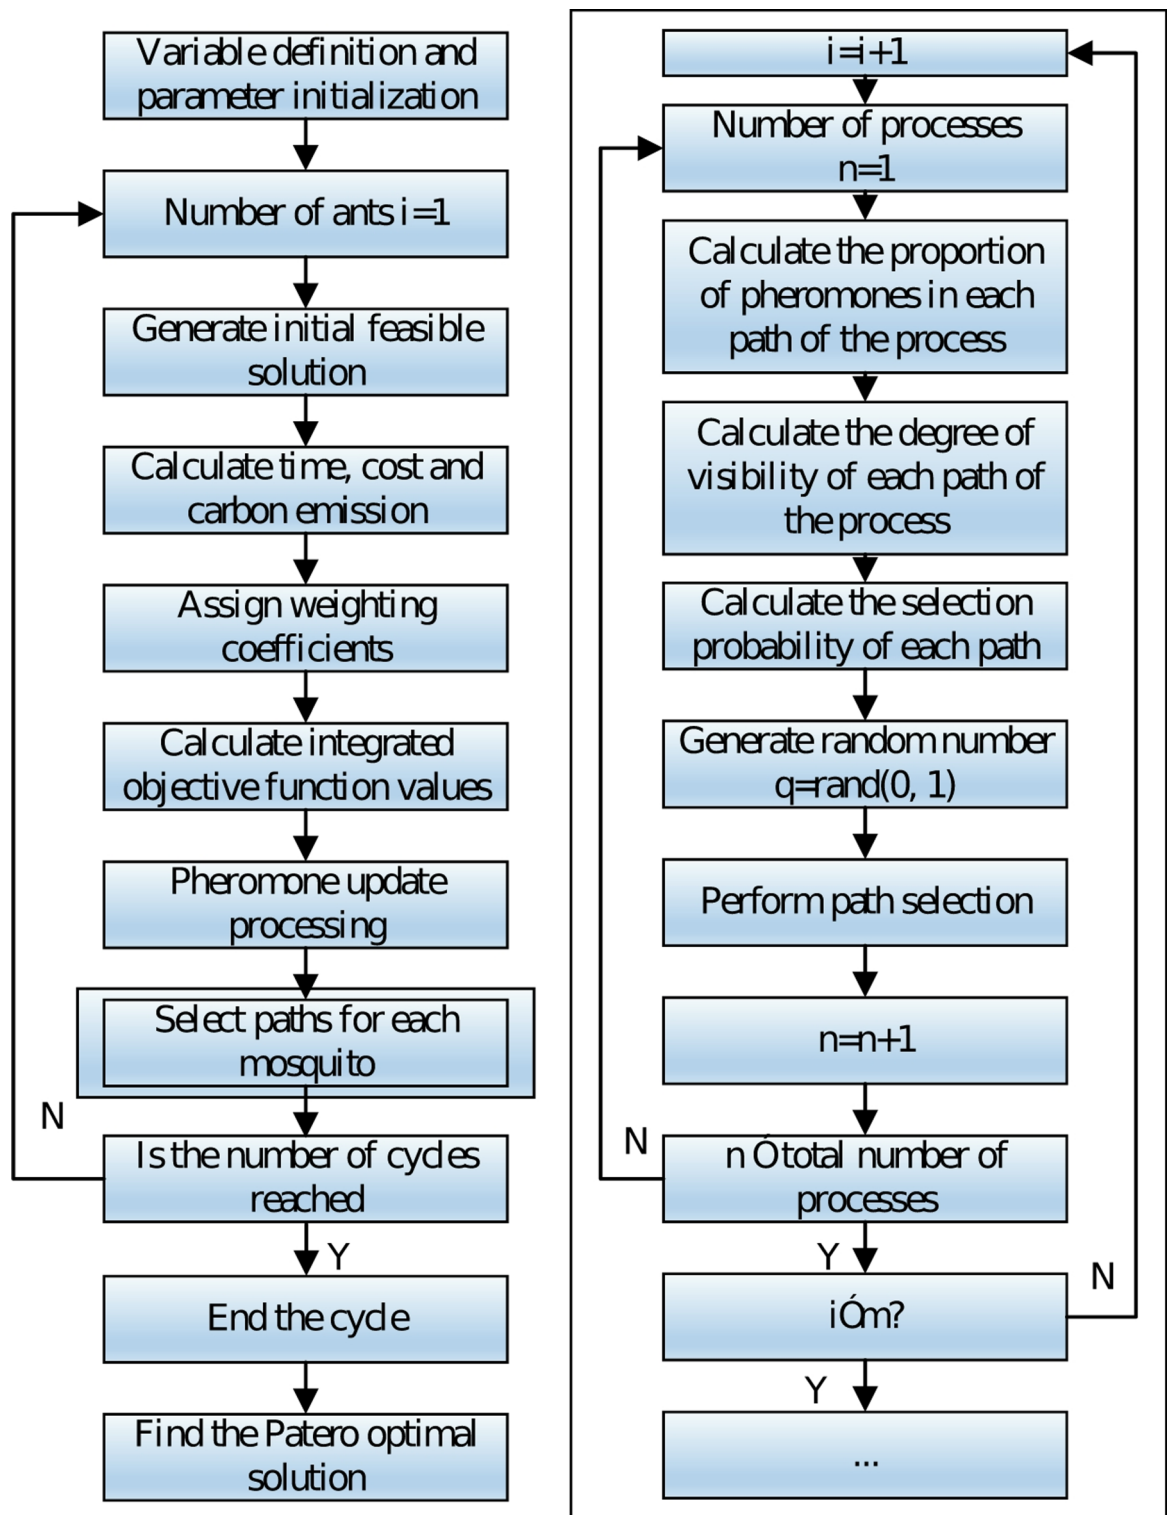 Variable definition and
parameter initialization
Number of ants i=1
Generate initial feasible
solution
Calculate time, cost and
carbon emission
Assign weighting
coefficients
Calculate integrated
objective function values
Pheromone update
processing
Select paths for each
mosquito
N
Is the number of cycles
reached
Y
End the cycle
Find the Patero optimal
solution
i=i+1
Number of processes
n=1
Calculate the proportion
of pheromones in each
path of the process
Calculate the degree of
visibility of each path of
the process
Calculate the selection
probability of each path
Generate random number
q=rand(0, 1)
Perform path selection
n=n+1
N
n Ótotal number of
processes
Y
N
iÓm?
Y
...